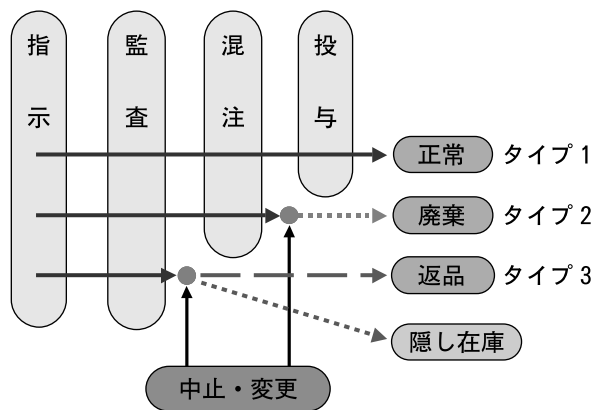 指示
監査
混注
投与
正常 タイプ1
廃棄 タイプ2
返品 タイプ3
隠し在庫
中止・変更